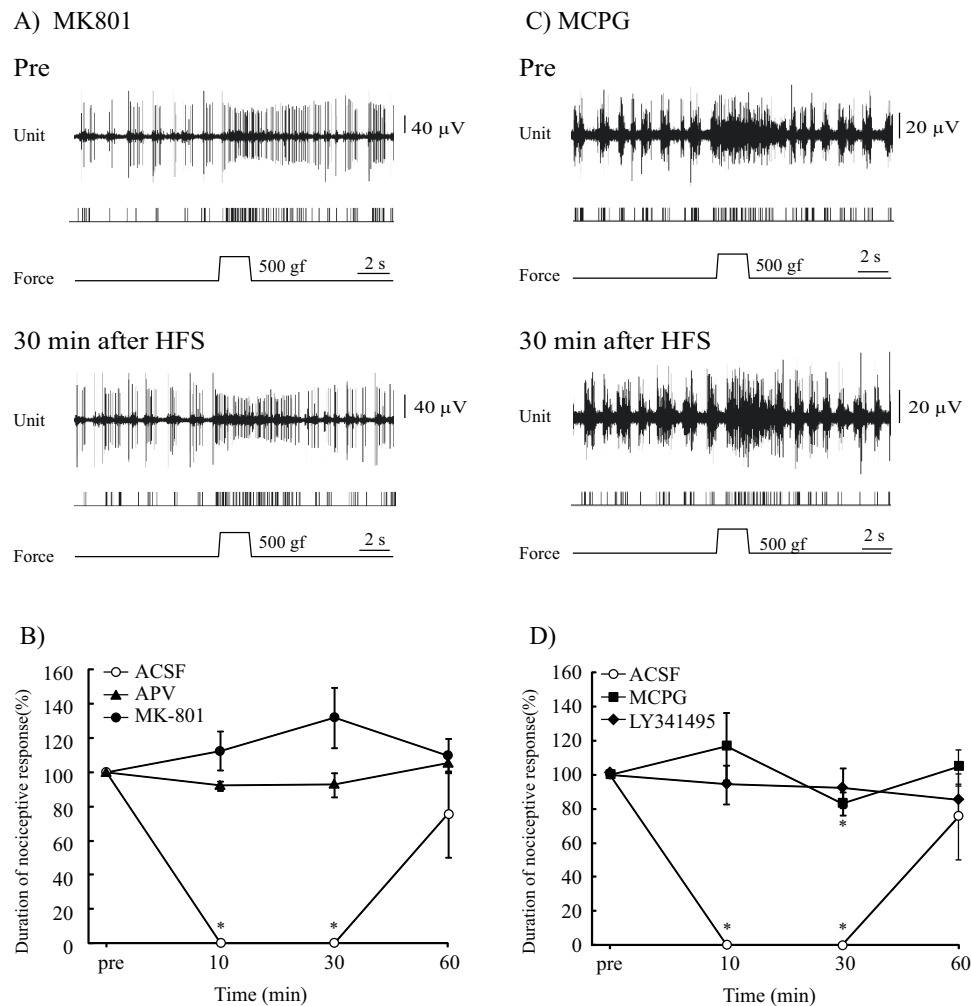 A) MK801
Pre
Unit
40 µV
Force
500 gf
2 s
30 min after HFS
Unit
40 µV
Force
500 gf
2 s
B)
Duration of nociceptive response(%)
160
140
120
100
80
60
40
20
0
ACSF
APV
MK-801
*
*
pre
10
30
60
Time (min)
C) MCPG
Pre
Unit
20 µV
Force
500 gf
2 s
30 min after HFS
Unit
20 µV
Force
500 gf
2 s
D)
Duration of nociceptive response(%)
160
140
120
100
80
60
40
20
0
ACSF
MCPG
LY341495
*
*
*
pre
10
30
60
Time (min)